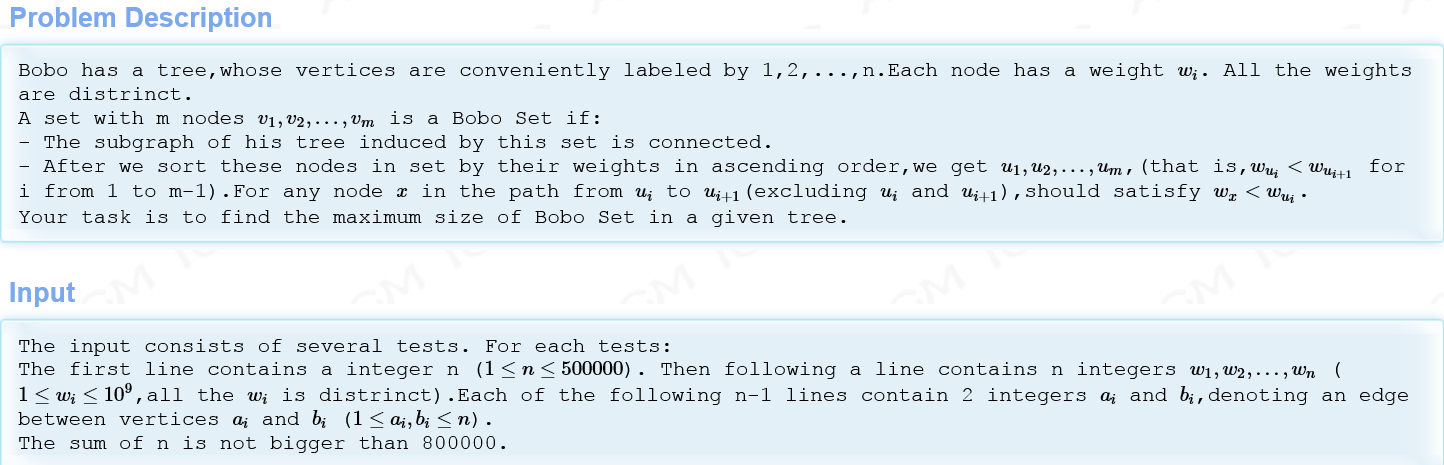 Problem Description
Bobo has a tree,whose vertices are conveniently labeled by 1,2,...,n.Each node has a weight w_i. All the weights
are distrinct.
A set with m nodes v_1,v_2,...,v_m is a Bobo Set if:
- The subgraph of his tree induced by this set is connected.
- After we sort these nodes in set by their weights in ascending order,we get u_1,u_2,...,u_m,(that is,w_{u_i} < w_{u_{i+1}} for
i from 1 to m-1).For any node x in the path from u_i to u_{i+1}(excluding u_i and u_{i+1}),should satisfy w_x < w_{u_i}.
Your task is to find the maximum size of Bobo Set in a given tree.
Input
The input consists of several tests. For each tests:
The first line contains a integer n (1 ≤ n ≤ 500000). Then following a line contains n integers w_1,w_2,...,w_n (
1 ≤ w_i ≤ 10^9,all the w_i is distrinct).Each of the following n-1 lines contain 2 integers a_i and b_i,denoting an edge
between vertices a_i and b_i (1 ≤ a_i,b_i ≤ n).
The sum of n is not bigger than 800000.